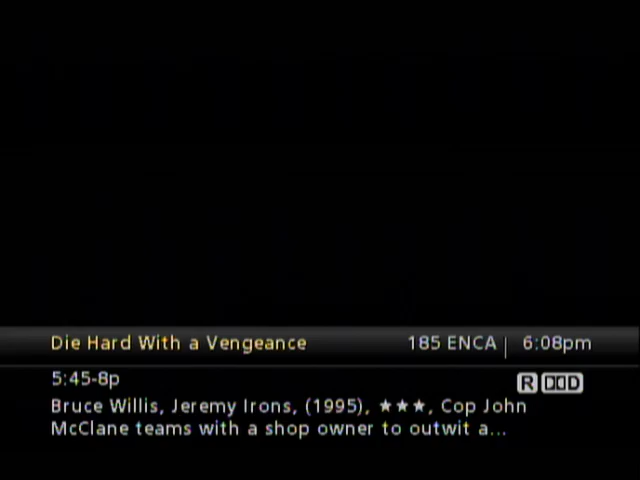 Die Hard With a Vengeance 185 ENCA | 6:08pm
5:45-8p R
Bruce Willis, Jeremy Irons, (1995), ★★★, Cop John
McClane teams with a shop owner to outwit a...